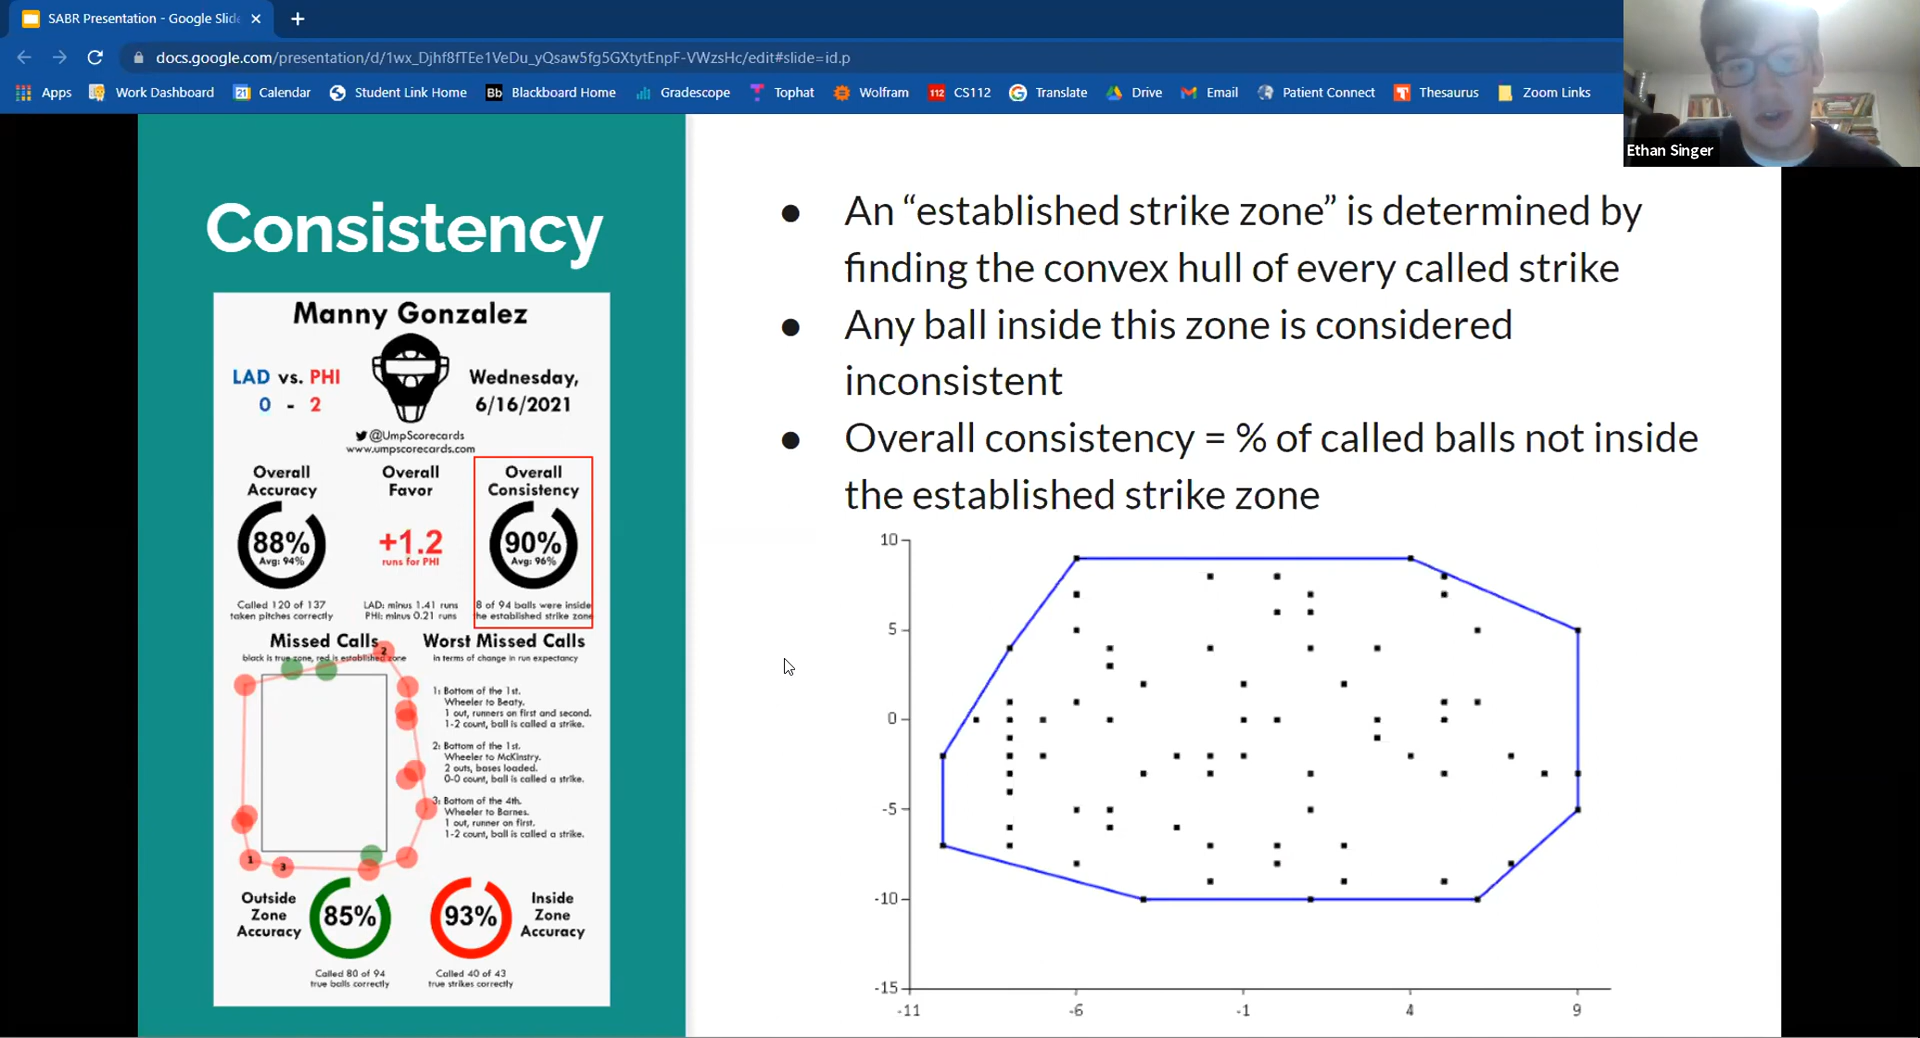 SABR Presentation - Google Slid
docs.google.com/presentation/d/1wx_Djhf8fTEe1VeDu_yQsaw5fg5GXtytEnpF-VWzsHc/edit#slide=id.p
Apps Work Dashboard 21 Calendar Student Link Home Bb Blackboard Home Gradescope Tophat Wolfram 112 CS112 Translate Drive Email Patient Connect Thesaurus Zoom Links
Ethan Singer
Consistency
Manny Gonzalez
LAD vs. PHI
0 - 2
Wednesday,
6/16/2021
@UmpScorecards
www.umpscorecards.com
Overall
Accuracy
88%
Avg: 94%
Called 120 of 137
taken pitches correctly
Overall
Favor
+1.2
runs for PHI
LAD: minus 1.41 runs
PHI: minus 0.21 runs
Overall
Consistency
90%
Avg: 96%
8 of 94 balls were inside
the established strike zone
Missed Calls
black is true zone, red is established zone
2
1
3
Worst Missed Calls
in terms of change in run expectancy
1: Bottom of the 1st.
Wheeler to Beaty.
1 out, runners on first and second.
1-2 count, ball is called a strike.
2: Bottom of the 1st.
Wheeler to McKinstry.
2 outs, bases loaded.
0-0 count, ball is called a strike.
3: Bottom of the 4th.
Wheeler to Barnes.
1 out, runner on first.
1-2 count, ball is called a strike.
Outside
Zone
Accuracy
85%
Called 80 of 94
true balls correctly
93%
Inside
Zone
Accuracy
Called 40 of 43
true strikes correctly
● An “established strike zone” is determined by
finding the convex hull of every called strike
● Any ball inside this zone is considered
inconsistent
● Overall consistency = % of called balls not inside
the established strike zone
10
5
0
-5
-10
-15
-11 -6 -1 4 9